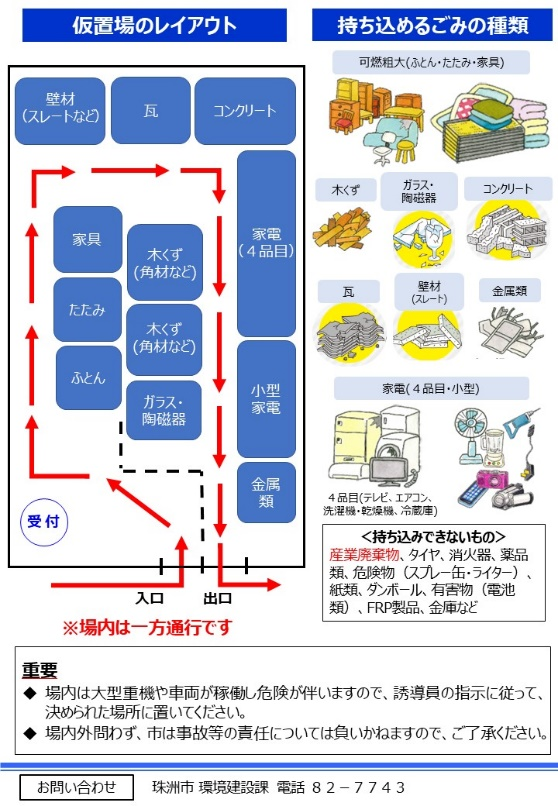 仮置場のレイアウト
壁材
(スレートなど)
瓦
コンクリート
家具
木くず
(角材など)
家電
(4品目)
たたみ
木くず
(角材など)
ふとん
ガラス・
陶磁器
小型
家電
金属
類
受付
入口
出口
※場内は一方通行です
持ち込めるごみの種類
可燃粗大(ふとん・たたみ・家具)
木くず
ガラス・
陶磁器
コンクリート
瓦
壁材
(スレート)
金属類
家電(4品目・小型)
4品目(テレビ、エアコン、
洗濯機・乾燥機、冷蔵庫)
<持ち込みできないもの>
産業廃棄物、タイヤ、消火器、薬品
類、危険物(スプレー缶・ライター)、
紙類、ダンボール、有害物(電池
類)、FRP製品、金庫など
重要
◆ 場内は大型重機や車両が稼働し危険が伴いますので、誘導員の指示に従って、
決められた場所に置いてください。
◆ 場内外問わず、市は事故等の責任については負いかねますので、ご了承ください。
お問い合わせ 珠洲市 環境建設課 電話 82-7743